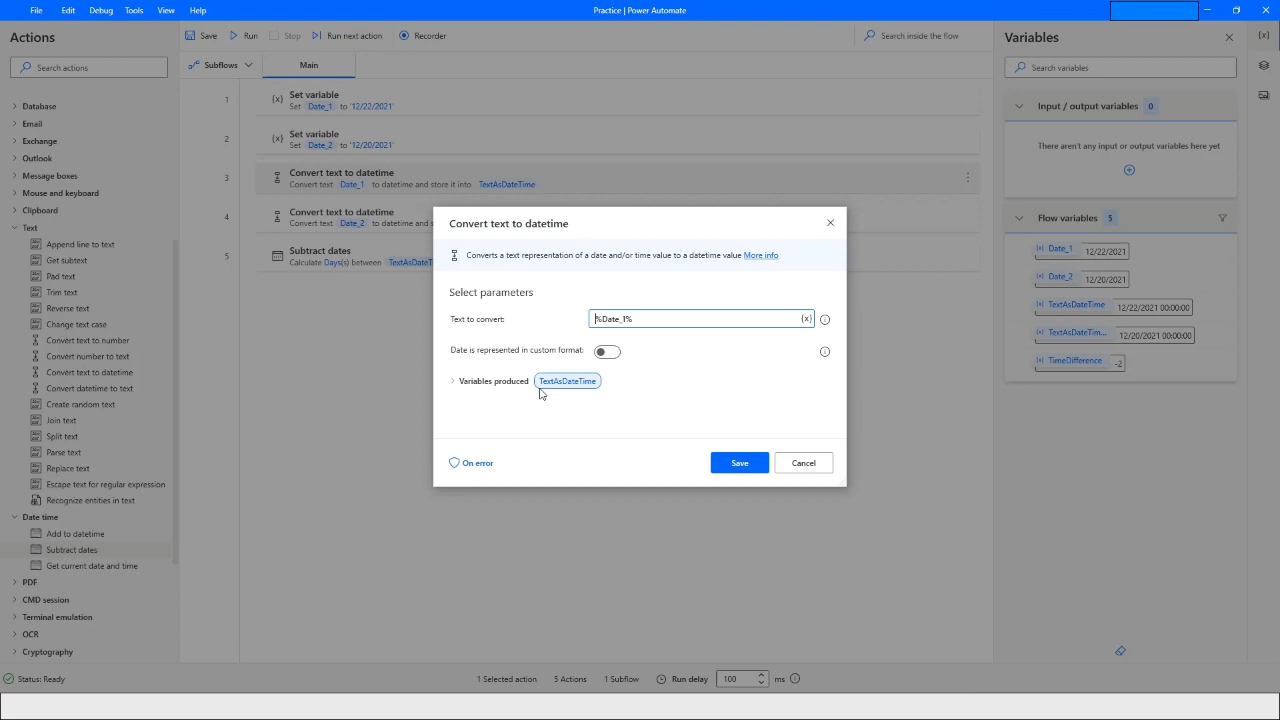 File Edit Debug Tools View Help Practice | Power Automate
Actions
Search actions
Database
Email
Exchange
Outlook
Message boxes
Mouse and keyboard
Clipboard
Text
Append line to text
Get subtext
Pad text
Trim text
Reverse text
Change text case
Convert text to number
Convert number to text
Convert text to datetime
Convert datetime to text
Create random text
Join text
Split text
Parse text
Replace text
Escape text for regular expression
Recognize entities in text
Date time
Add to datetime
Subtract dates
Get current date and time
PDF
CMD session
Terminal emulation
OCR
Cryptography
Save Run Stop Run next action Recorder Search inside the flow
Subflows Main
1 {x} Set variable
Set Date_1 to '12/22/2021'
2 {x} Set variable
Set Date_2 to '12/20/2021'
3 Convert text to datetime
Convert text Date_1 to datetime and store it into TextAsDateTime
4 Convert text to datetime
Convert text Date_2 to datetime and s
5 Subtract dates
Calculate Days(s) between TextAsDateT
Convert text to datetime
Converts a text representation of a date and/or time value to a datetime value More info
Select parameters
Text to convert: %Date_1% {x}
Date is represented in custom format:
Variables produced TextAsDateTime
On error Save Cancel
Variables {x}
Search variables
Input / output variables 0
There aren't any input or output variables here yet
Flow variables 5
{x} Date_1 12/22/2021
{x} Date_2 12/20/2021
{x} TextAsDateTime 12/22/2021 00:00:00
{x} TextAsDateTim... 12/20/2021 00:00:00
{x} TimeDifference -2
Status: Ready 1 Selected action 5 Actions 1 Subflow Run delay 100 ms